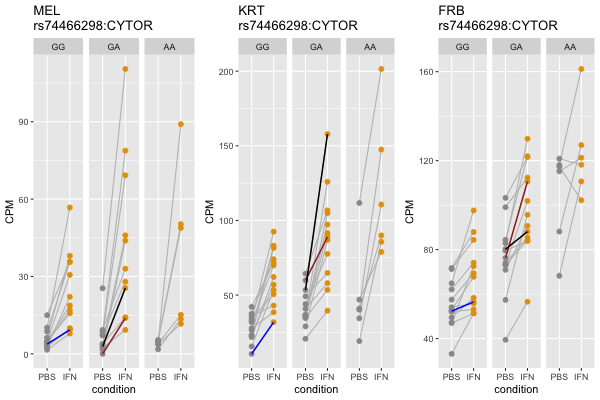 MEL
rs74466298:CYTOR
GG GA AA
CPM
90
60
30
0
PBS IFN PBS IFN PBS IFN
condition
KRT
rs74466298:CYTOR
GG GA AA
CPM
200
150
100
50
PBS IFN PBS IFN PBS IFN
condition
FRB
rs74466298:CYTOR
GG GA AA
CPM
160
120
80
40
PBS IFN PBS IFN PBS IFN
condition